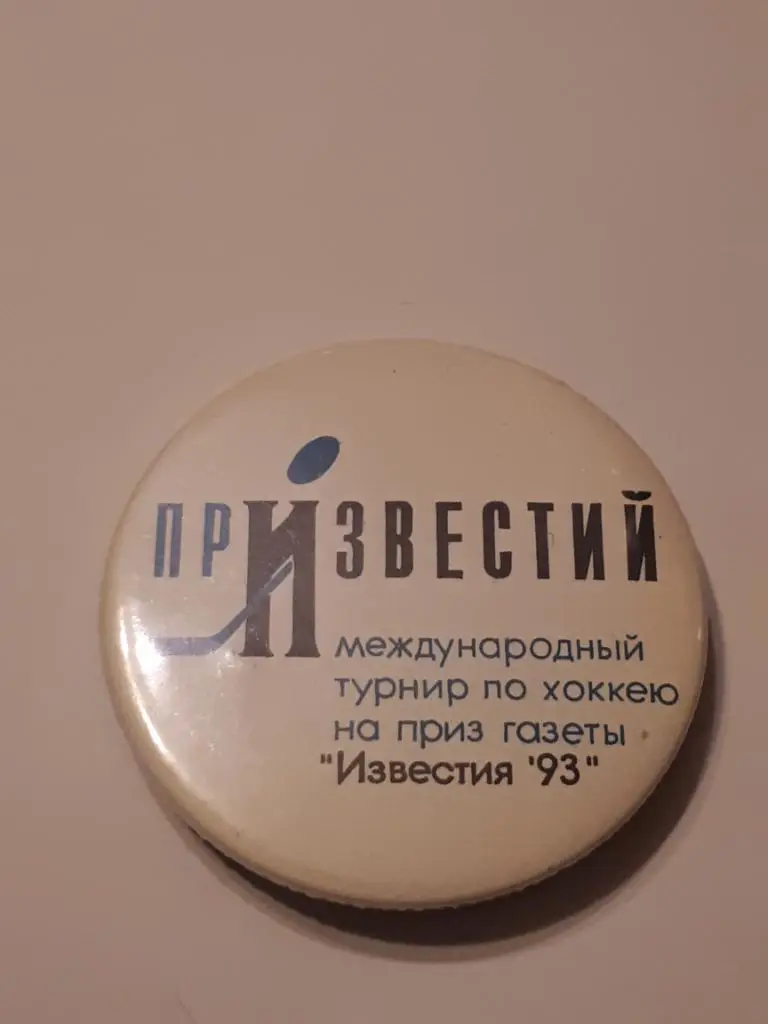 ПРИЗВЕСТИЙ
международный
турнир по хоккею
на приз газеты
"Известия '93"